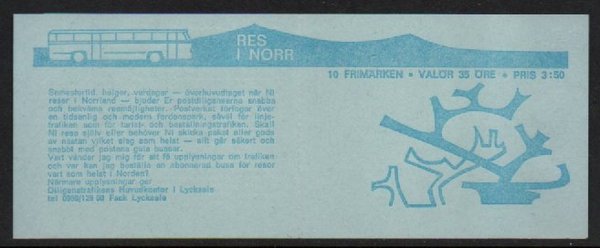 RES
I NORR
10 FRIMÄRKEN • VALÖR 35 ÖRE • PRIS 3:50
Semestertid, helger, vardagar — överhuvudtaget när Ni
reser i Norrland — bjuder Er postdiligenserna snabba
och bekväma resmöjligheter. Postverket förfogar över
en tidsenlig och modern fordonspark, såväl för linje-
trafiken som för turist- och beställningstrafiken. Skall
Ni resa själv eller behöver Ni skicka paket eller gods
av nästan vilket slag som helst — allt går säkert och
snabbt med postens gula bussar.
Vart vänder jag mig för att få upplysningar om trafiken
och var kan jag beställa en abonnerad buss för resor
vart som helst i Norden?
Närmare upplysningar ger
Diligenstrafikens Huvudkontor i Lycksele
tel 0950/129 00 Fack Lycksele